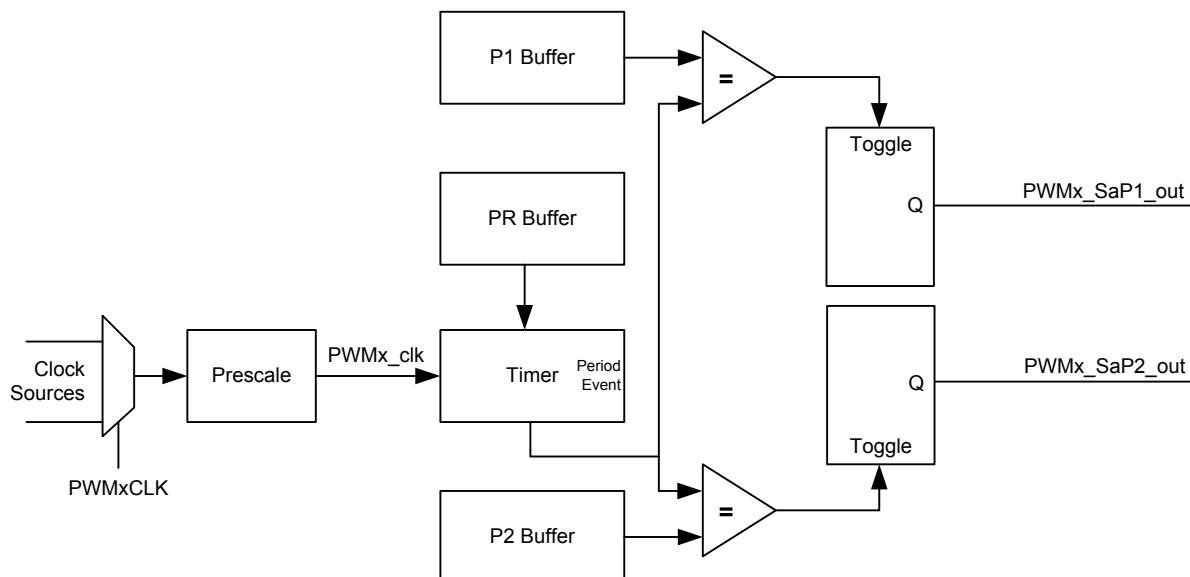 P1 Buffer
=
Toggle
Q
PWMx_SaP1_out
PR Buffer
Clock
Sources
PWMxCLK
Prescale
PWMx_clk
Timer
Period
Event
Q
PWMx_SaP2_out
Toggle
P2 Buffer
=